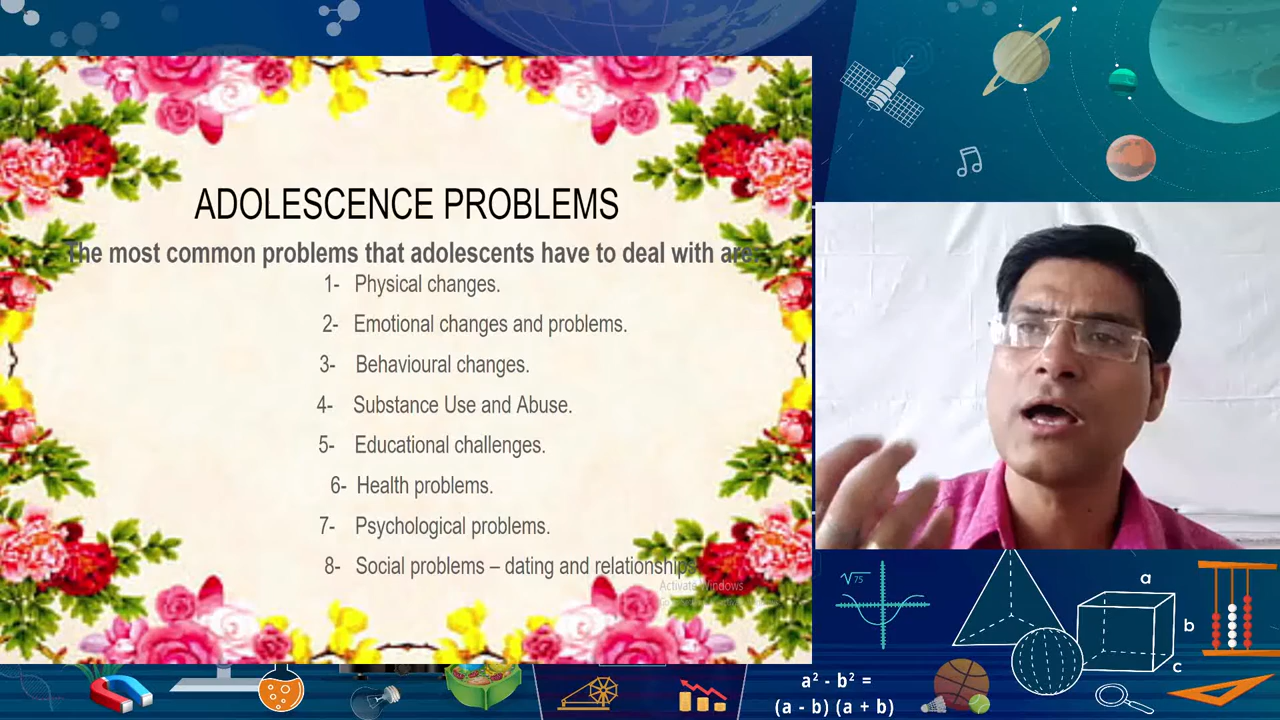 ADOLESCENCE PROBLEMS
The most common problems that adolescents have to deal with are:
1- Physical changes.
2- Emotional changes and problems.
3- Behavioural changes.
4- Substance Use and Abuse.
5- Educational challenges.
6- Health problems.
7- Psychological problems.
8- Social problems – dating and relationships
Activate Windows
√75
a
b
c
a² - b² =
(a - b) (a + b)